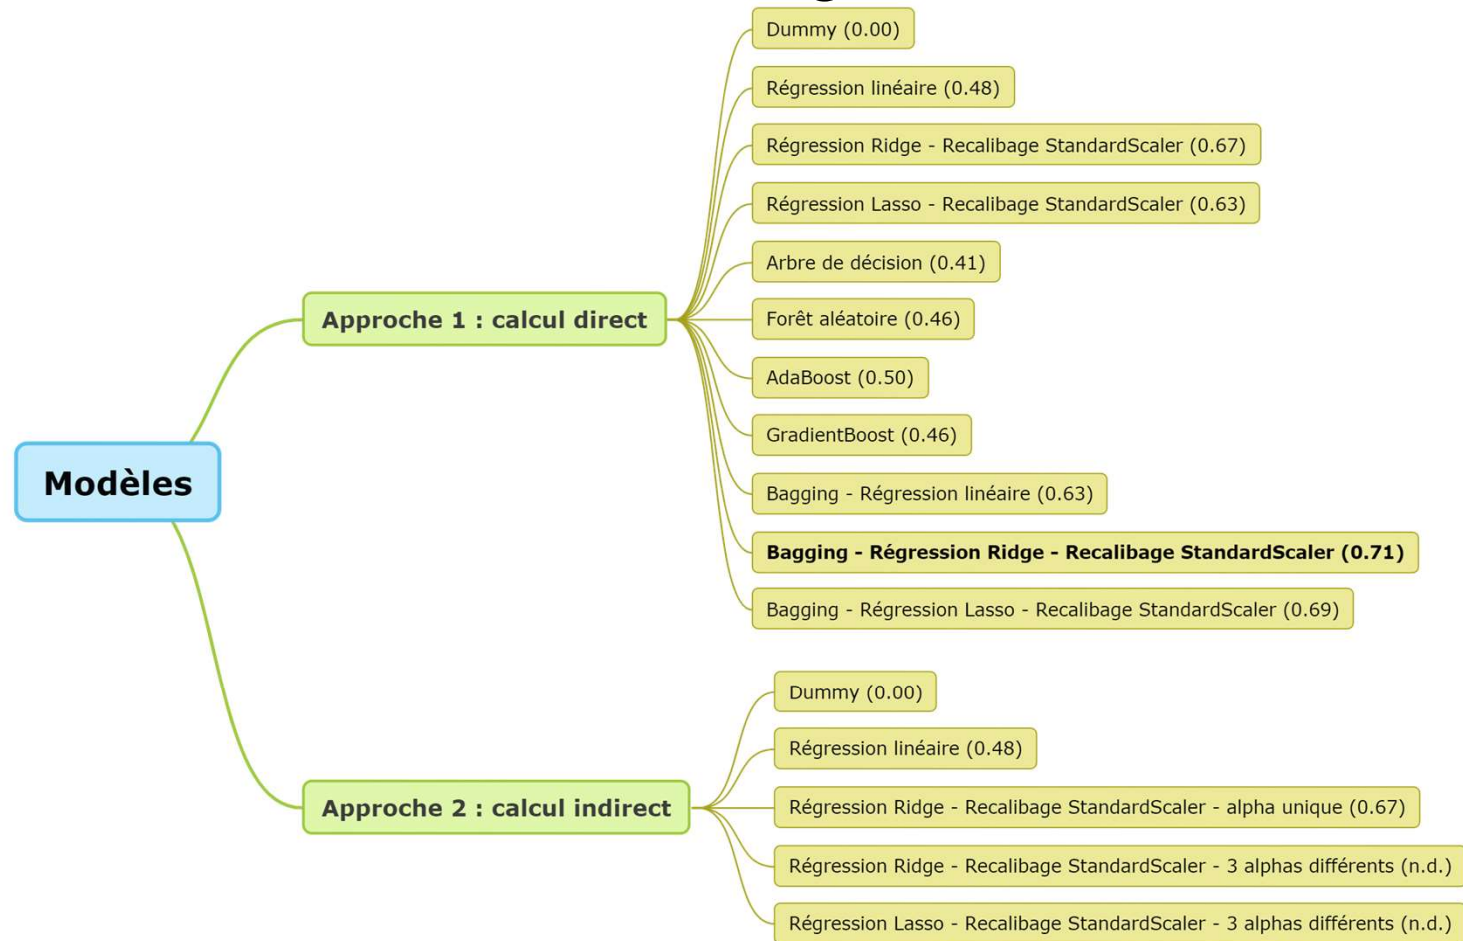 Dummy (0.00)
Régression linéaire (0.48)
Régression Ridge - Recalibage StandardScaler (0.67)
Régression Lasso - Recalibage StandardScaler (0.63)
Arbre de décision (0.41)
Approche 1 : calcul direct
Forêt aléatoire (0.46)
AdaBoost (0.50)
GradientBoost (0.46)
Modèles
Bagging - Régression linéaire (0.63)
Bagging - Régression Ridge - Recalibage StandardScaler (0.71)
Bagging - Régression Lasso - Recalibage StandardScaler (0.69)
Dummy (0.00)
Régression linéaire (0.48)
Approche 2 : calcul indirect
Régression Ridge - Recalibage StandardScaler - alpha unique (0.67)
Régression Ridge - Recalibage StandardScaler - 3 alphas différents (n.d.)
Régression Lasso - Recalibage StandardScaler - 3 alphas différents (n.d.)